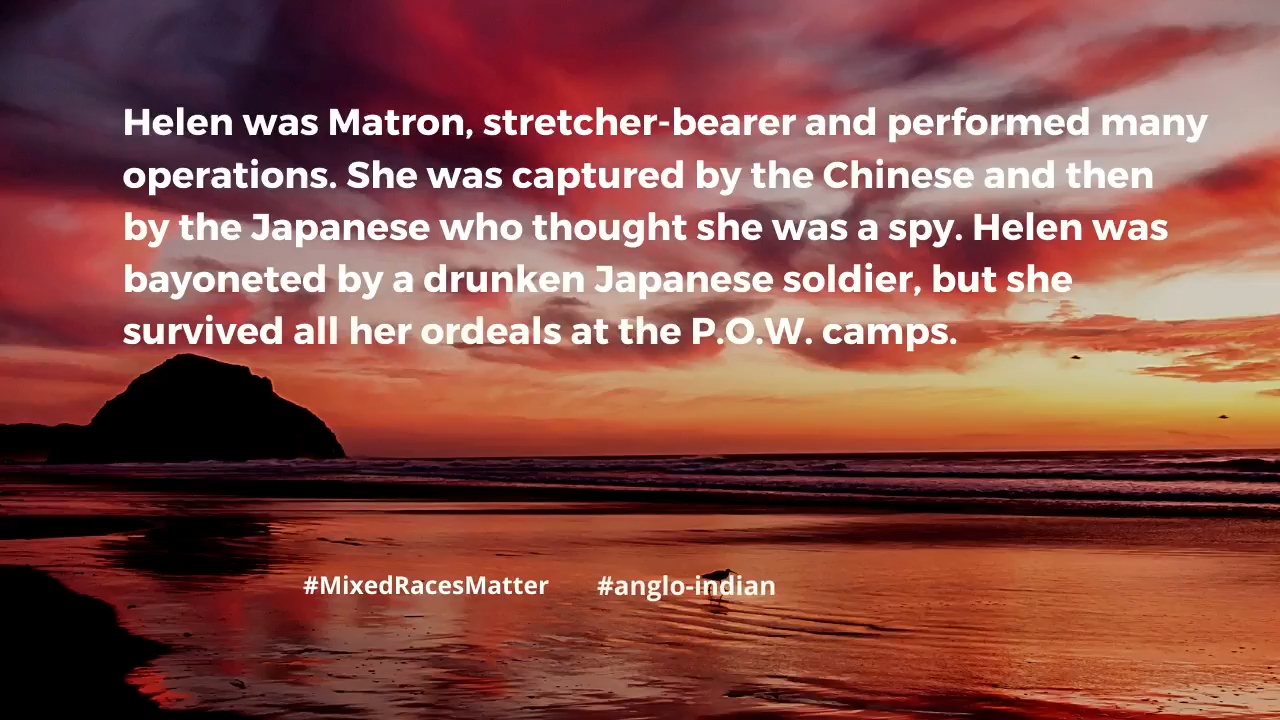 Helen was Matron, stretcher-bearer and performed many
operations. She was captured by the Chinese and then
by the Japanese who thought she was a spy. Helen was
bayoneted by a drunken Japanese soldier, but she
survived all her ordeals at the P.O.W. camps.
#MixedRacesMatter #anglo-indian